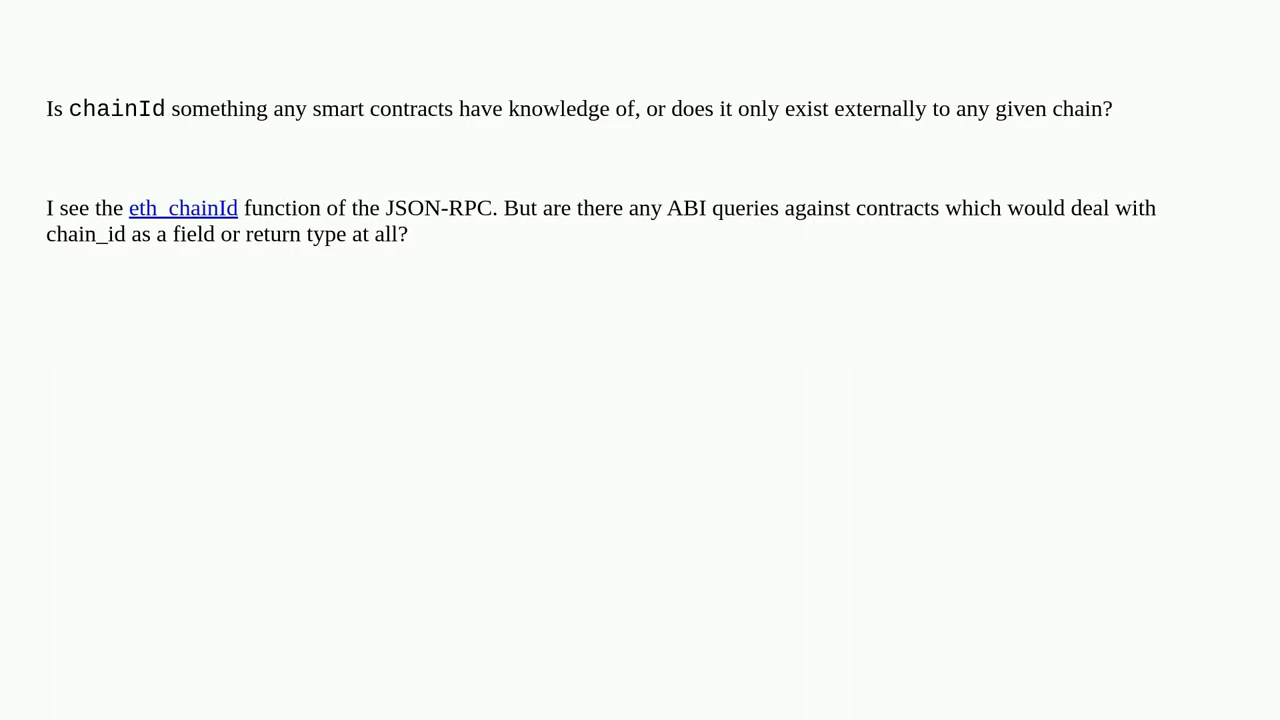 Is chainId something any smart contracts have knowledge of, or does it only exist externally to any given chain?
I see the eth_chainId function of the JSON-RPC. But are there any ABI queries against contracts which would deal with
chain_id as a field or return type at all?